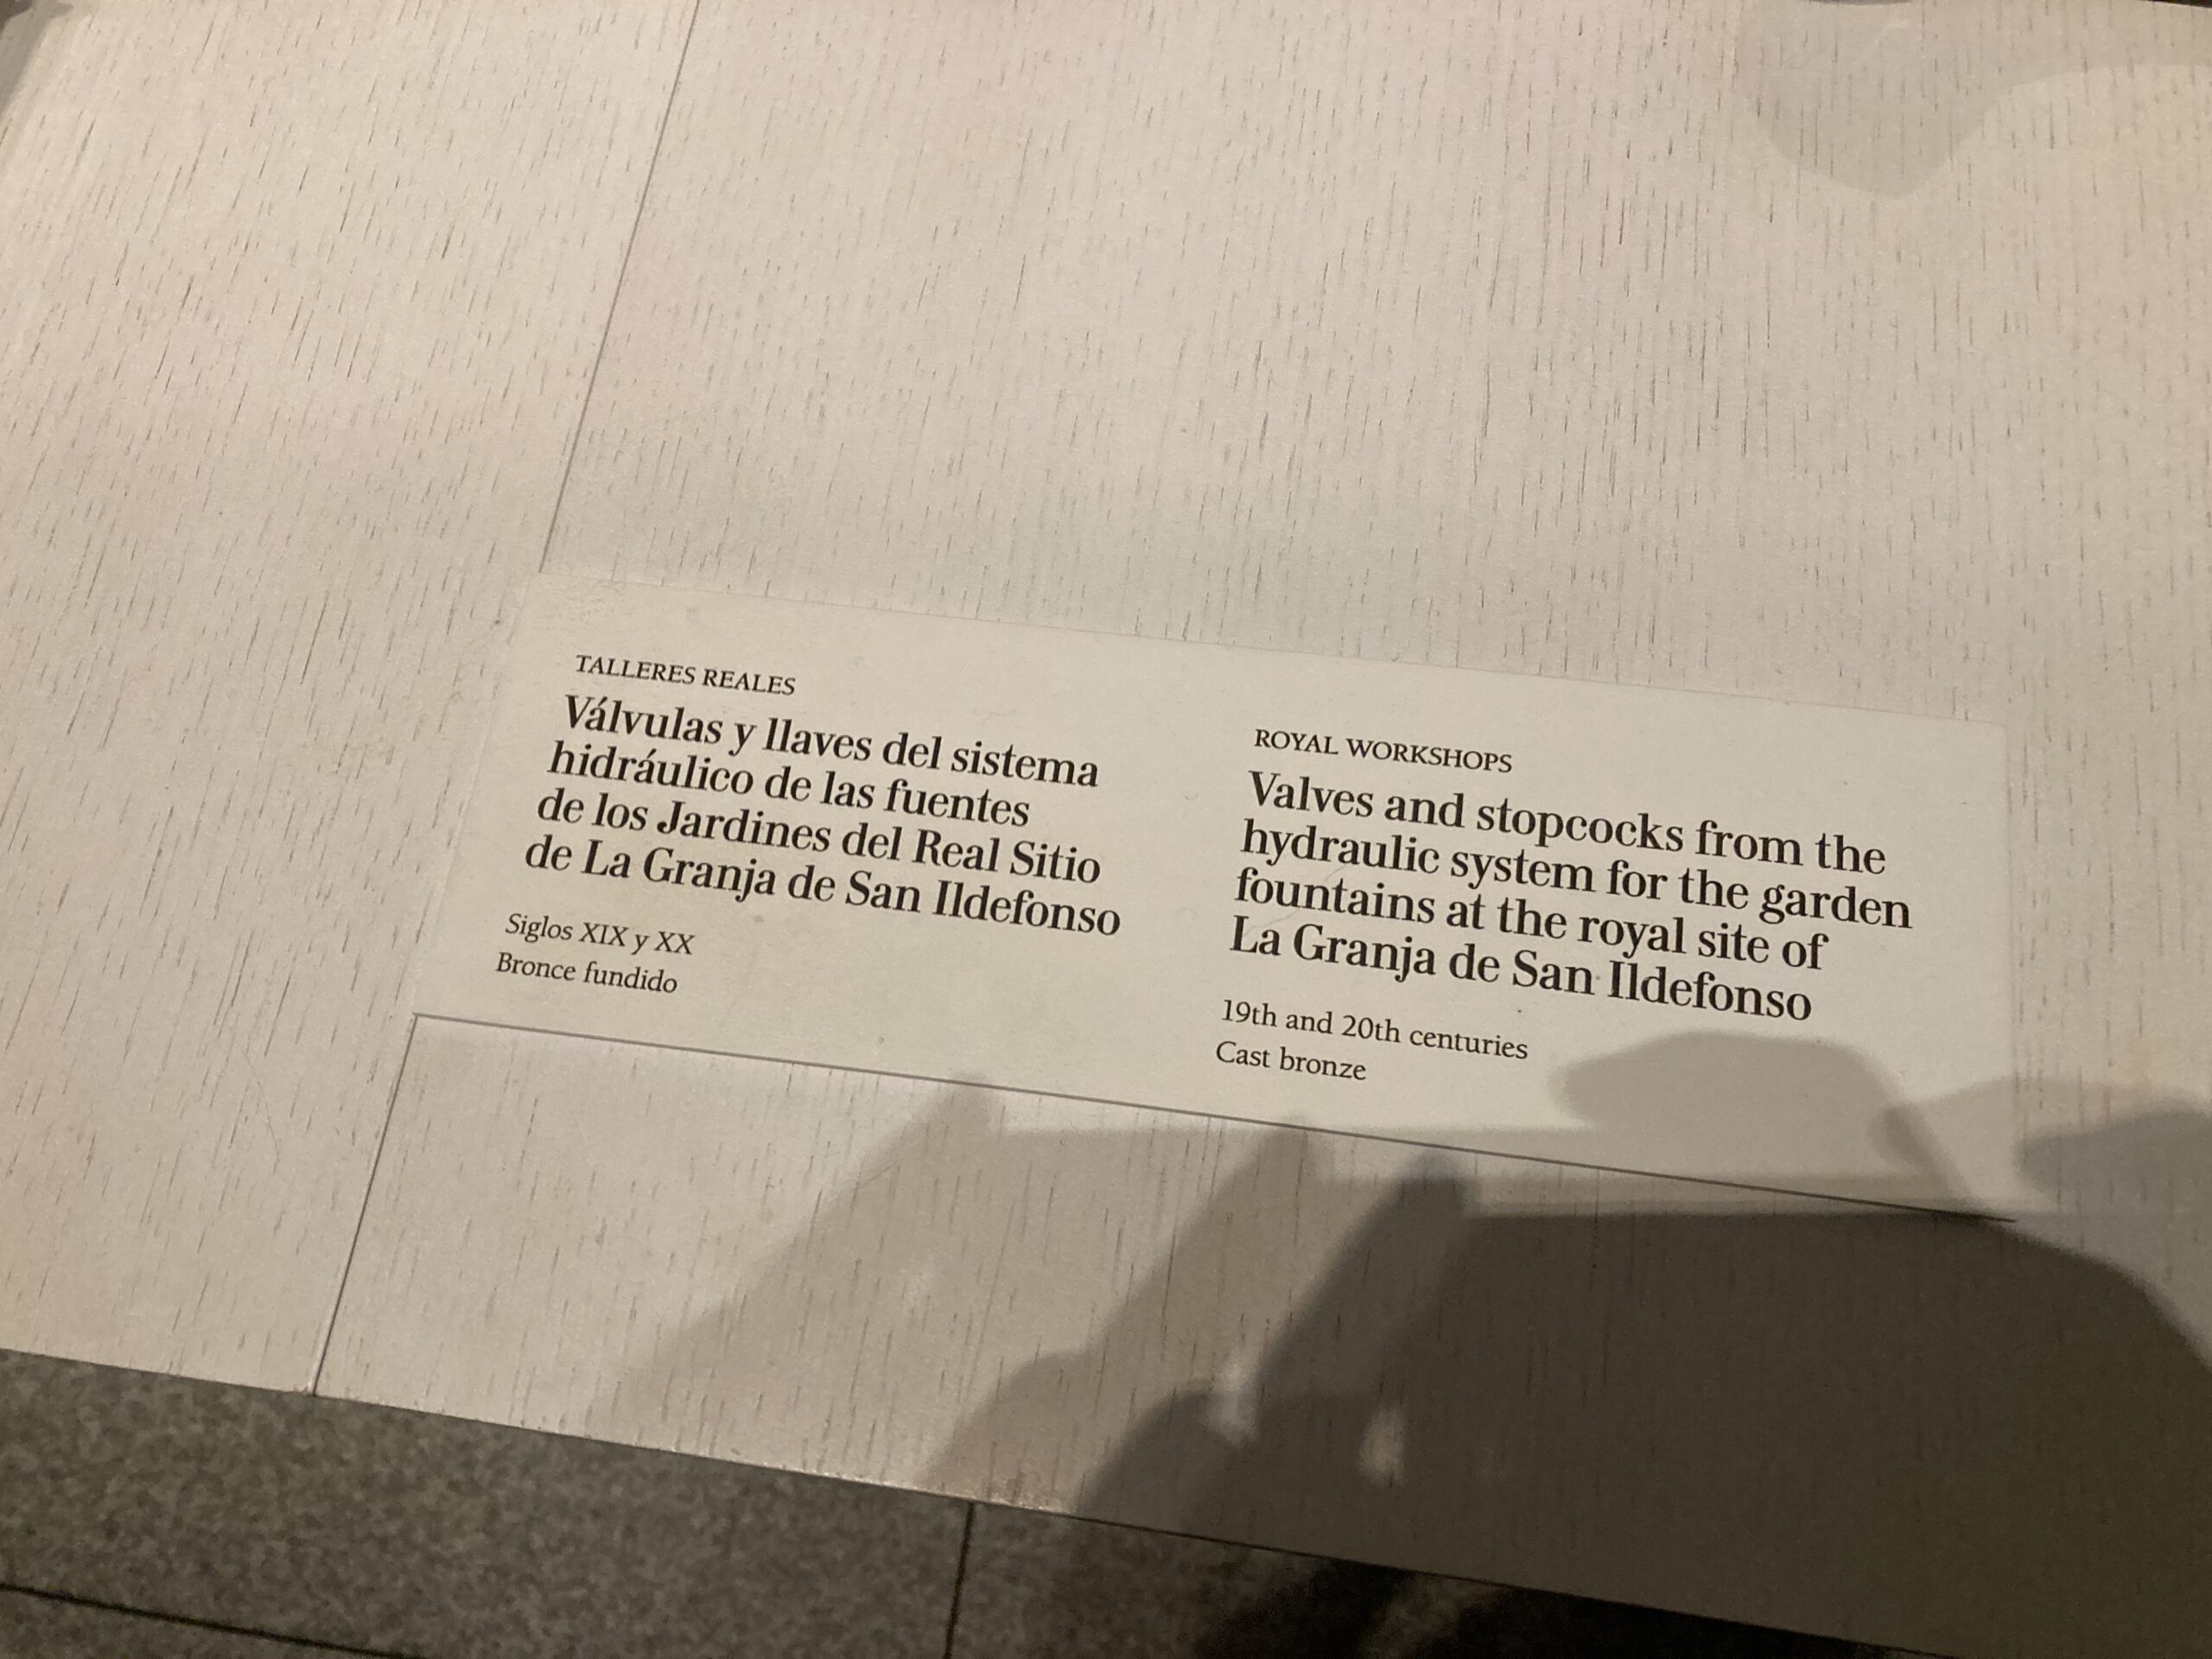 TALLERES REALES
Válvulas y llaves del sistema
hidráulico de las fuentes
de los Jardines del Real Sitio
de La Granja de San Ildefonso
Siglos XIX y XX
Bronce fundido
ROYAL WORKSHOPS
Valves and stopcocks from the
hydraulic system for the garden
fountains at the royal site of
La Granja de San Ildefonso
19th and 20th centuries
Cast bronze